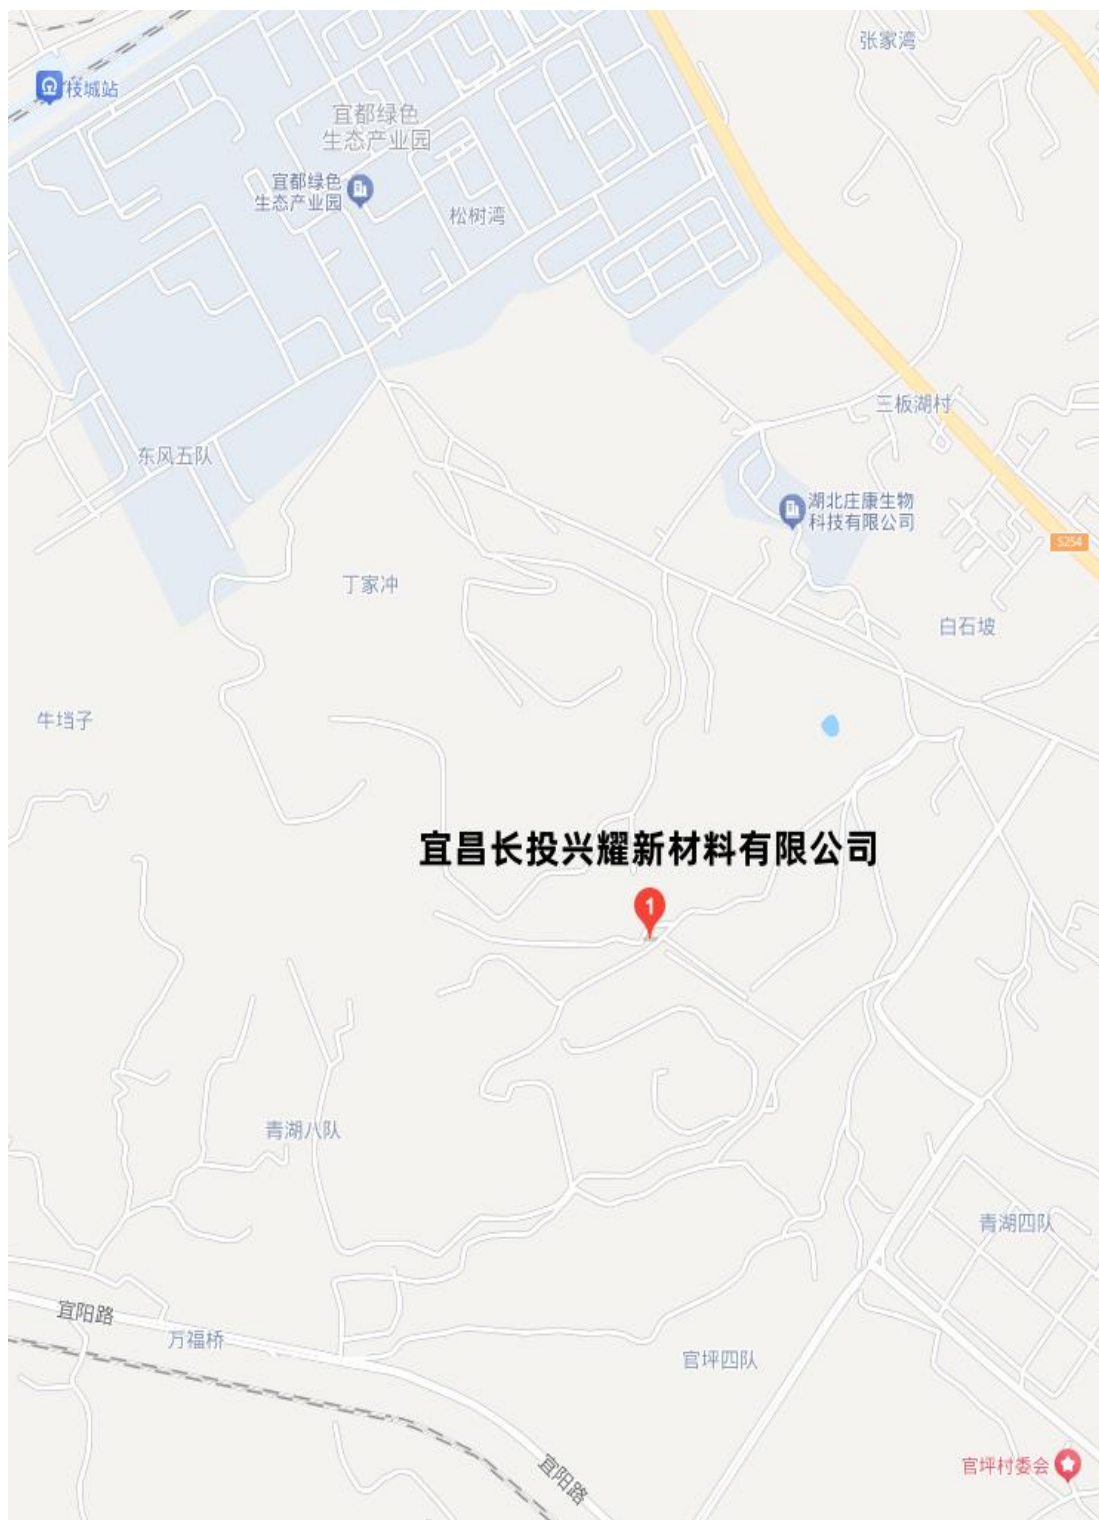 张家湾
枝城站
宜都绿色
生态产业园
宜都绿色
生态产业园
松树湾
三板湖村
东风五队
湖北庄康生物
科技有限公司
S254
丁家冲
白石坡
牛垱子
宜昌长投兴耀新材料有限公司
1
青湖八队
青湖四队
宜阳路
万福桥
官坪四队
官坪村委会
宜阳路